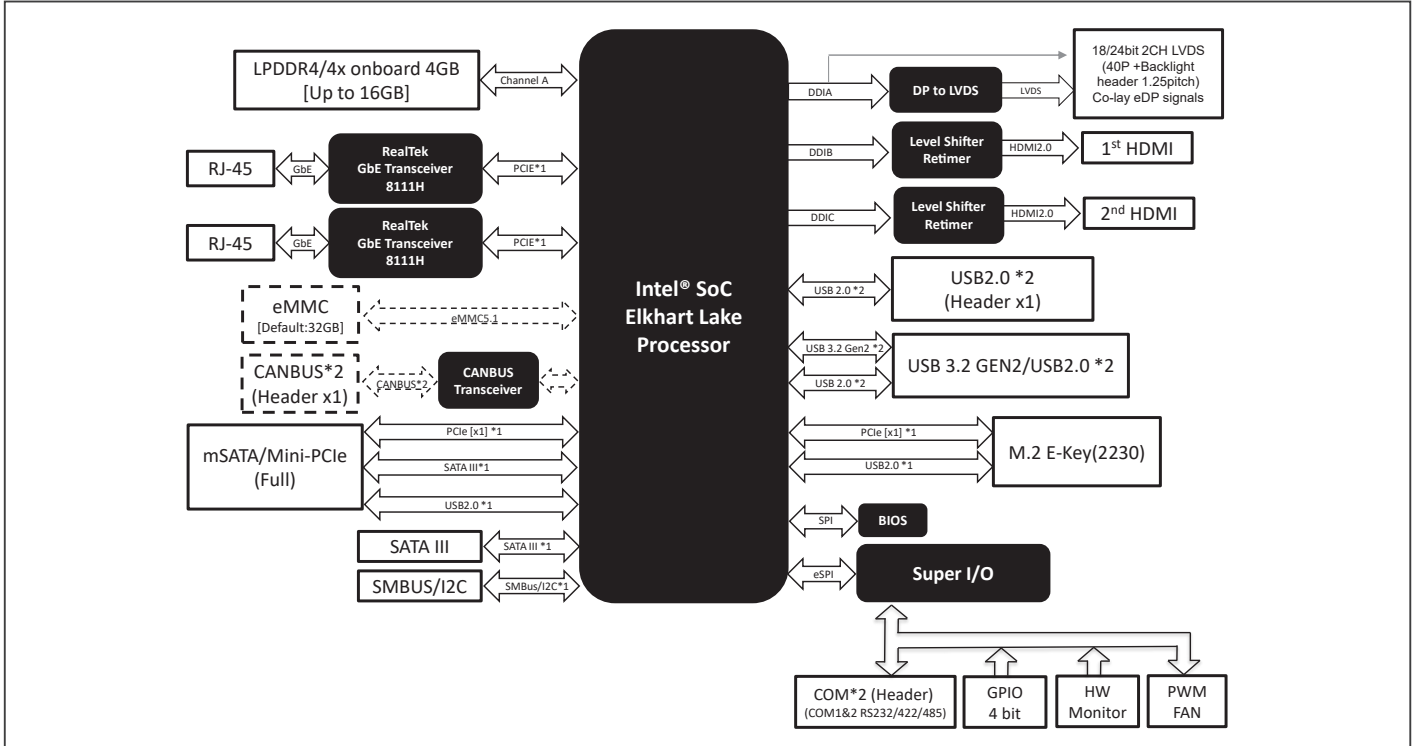 LPDDR4/4x onboard 4GB
[Up to 16GB]
Channel A
RJ-45
GbE
RealTek
GbE Transceiver
8111H
PCIE*1
RJ-45
GbE
RealTek
GbE Transceiver
8111H
PCIE*1
eMMC
[Default:32GB]
eMMC5.1
CANBUS*2
(Header x1)
CANBUS*2
CANBUS
Transceiver
mSATA/Mini-PCIe
(Full)
PCIe [x1] *1
SATA III*1
USB2.0 *1
SATA III
SATA III *1
SMBUS/I2C
SMBus/I2C*1
Intel® SoC
Elkhart Lake
Processor
DDIA
DP to LVDS
LVDS
18/24bit 2CH LVDS
(40P +Backlight
header 1.25pitch)
Co-lay eDP signals
DDIB
Level Shifter
Retimer
HDMI2.0
1st HDMI
DDIC
Level Shifter
Retimer
HDMI2.0
2nd HDMI
USB 2.0 *2
USB2.0 *2
(Header x1)
USB 3.2 Gen2 *2
USB 2.0 *2
USB 3.2 GEN2/USB2.0 *2
PCIe [x1] *1
USB2.0 *1
M.2 E-Key(2230)
SPI
BIOS
eSPI
Super I/O
COM*2 (Header)
(COM1&2 RS232/422/485)
GPIO
4 bit
HW
Monitor
PWM
FAN